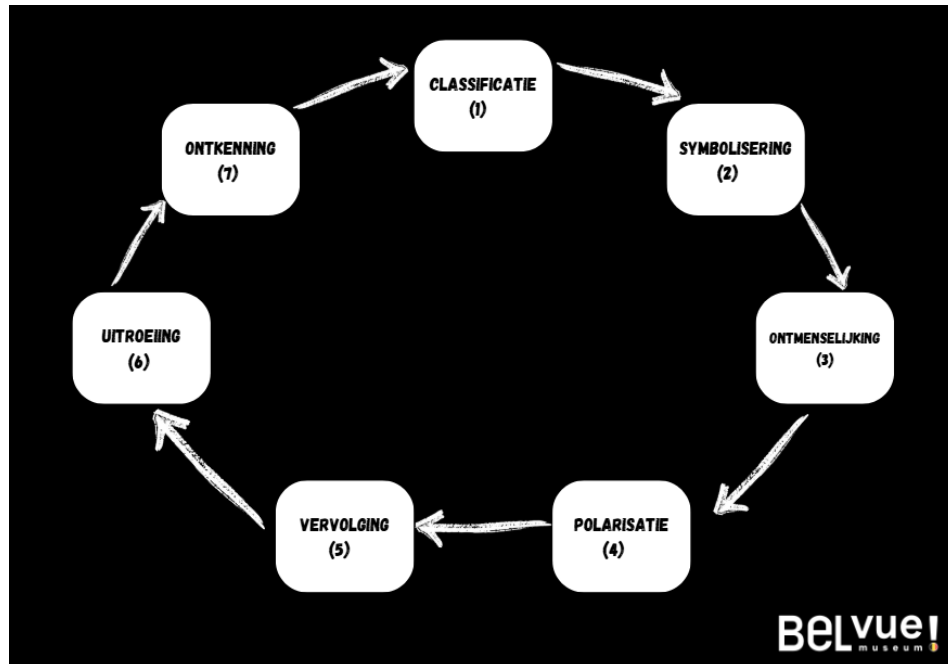 CLASSIFICATIE
(1)
SYMBOLISERING
(2)
ONTMENSELIJKING
(3)
POLARISATIE
(4)
VERVOLGING
(5)
UITROEIING
(6)
ONTKENNING
(7)
BELvue!
museum